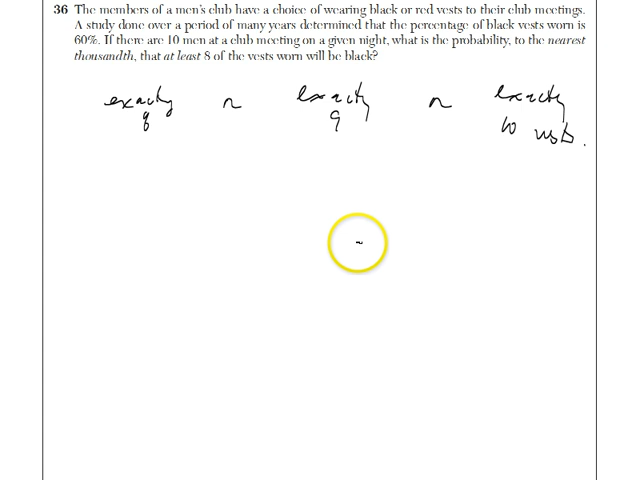 36 The members of a men's club have a choice of wearing black or red vests to their club meetings.
A study done over a period of many years determined that the percentage of black vests worn is
60%. If there are 10 men at a club meeting on a given night, what is the probability, to the nearest
thousandth, that at least 8 of the vests worn will be black?
exactly exactly exactly
8 9 10